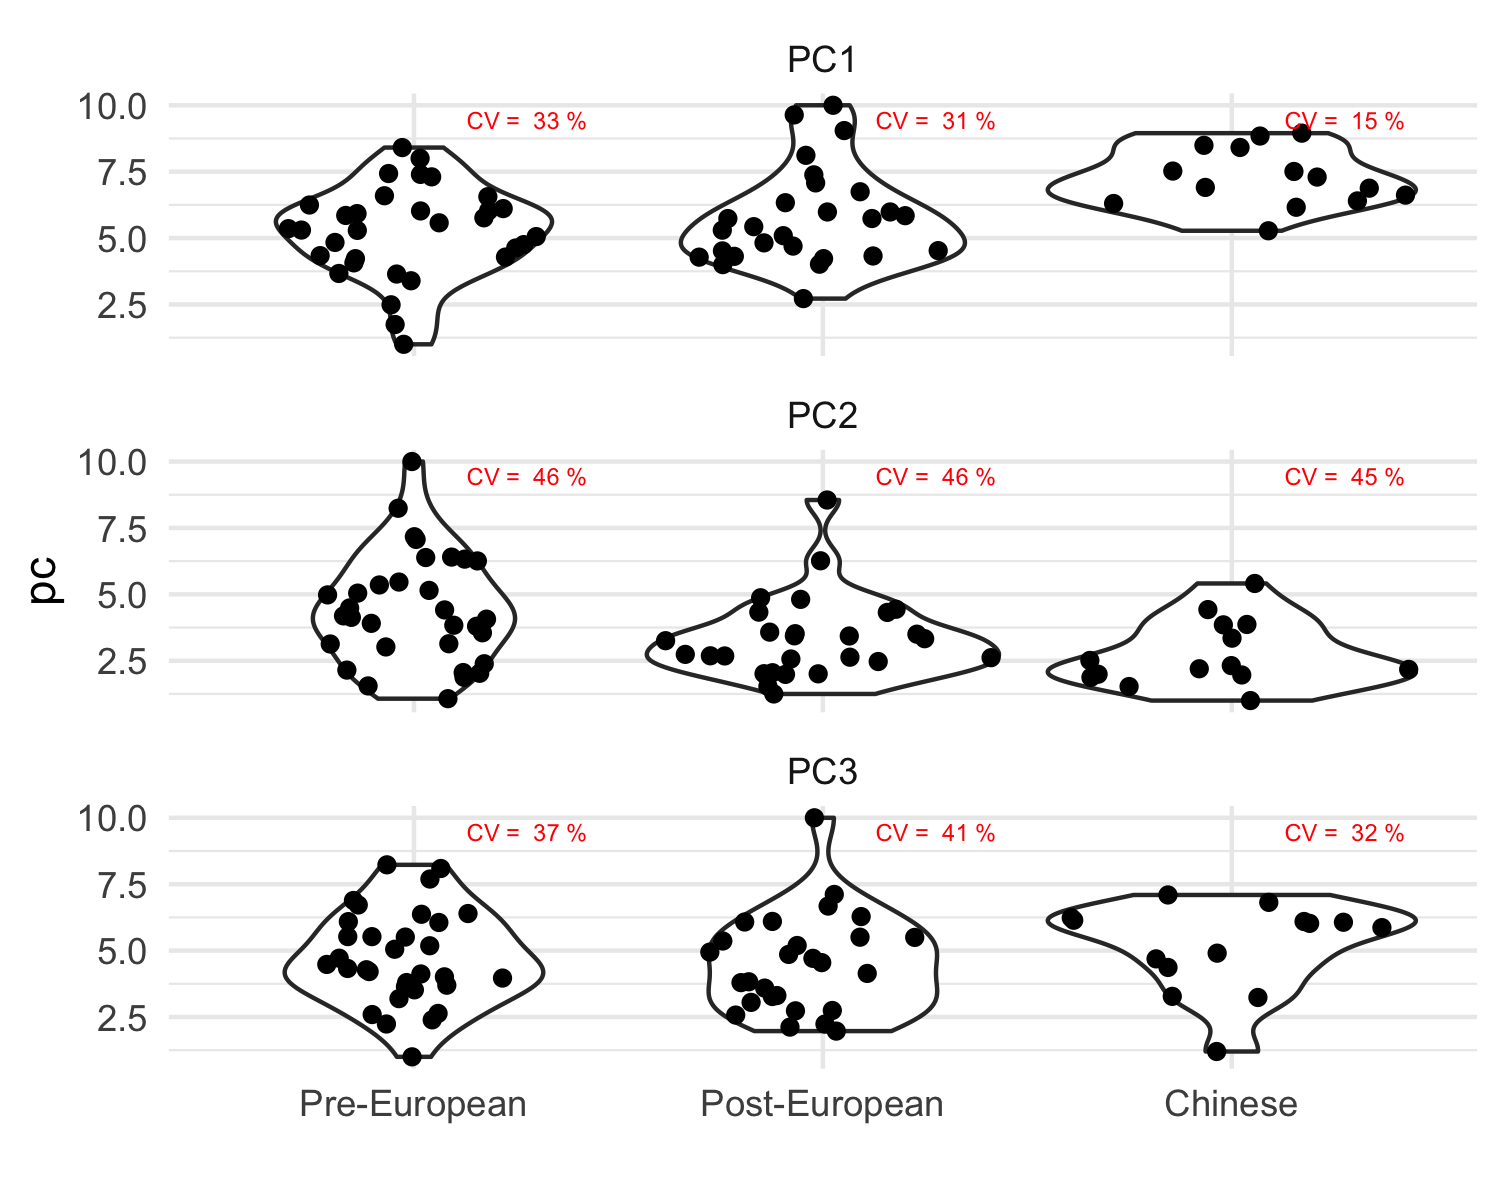 PC1
10.0
7.5
5.0
2.5
CV = 33 %
CV = 31 %
CV = 15 %
PC2
10.0
7.5
5.0
2.5
CV = 46 %
CV = 46 %
CV = 45 %
pc
PC3
10.0
7.5
5.0
2.5
CV = 37 %
CV = 41 %
CV = 32 %
Pre-European
Post-European
Chinese